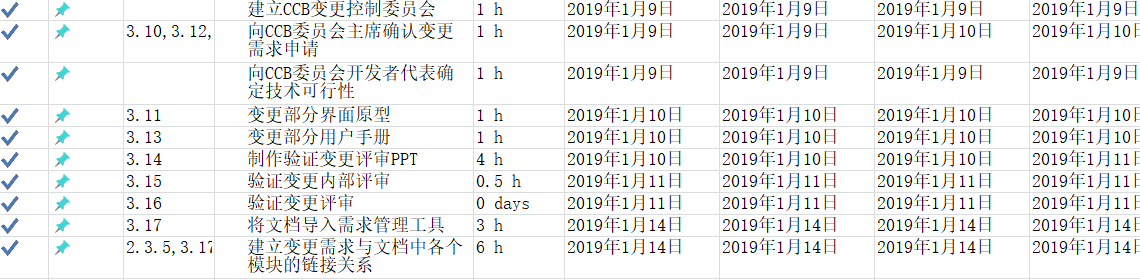 建立CCB变更控制委员会 1 h 2019年1月9日 2019年1月9日 2019年1月9日 2019年1月9日
3.10,3.12, 向CCB委员会主席确认变更 1 h 2019年1月9日 2019年1月9日 2019年1月10日 2019年1月10
需求申请
向CCB委员会开发者代表确 1 h 2019年1月9日 2019年1月9日 2019年1月9日 2019年1月9日
定技术可行性
3.11 变更部分界面原型 1 h 2019年1月10日 2019年1月10日 2019年1月10日 2019年1月10日
3.13 变更部分用户手册 1 h 2019年1月10日 2019年1月10日 2019年1月10日 2019年1月10日
3.14 制作验证变更评审PPT 4 h 2019年1月10日 2019年1月10日 2019年1月10日 2019年1月11日
3.15 验证变更内部评审 0.5 h 2019年1月11日 2019年1月11日 2019年1月11日 2019年1月11日
3.16 验证变更评审 0 days 2019年1月11日 2019年1月11日 2019年1月11日 2019年1月11日
3.17 将文档导入需求管理工具 3 h 2019年1月14日 2019年1月14日 2019年1月14日 2019年1月14日
2.3.5,3.17 建立变更需求与文档中各个 6 h 2019年1月14日 2019年1月14日 2019年1月14日 2019年1月14日
模块的链接关系